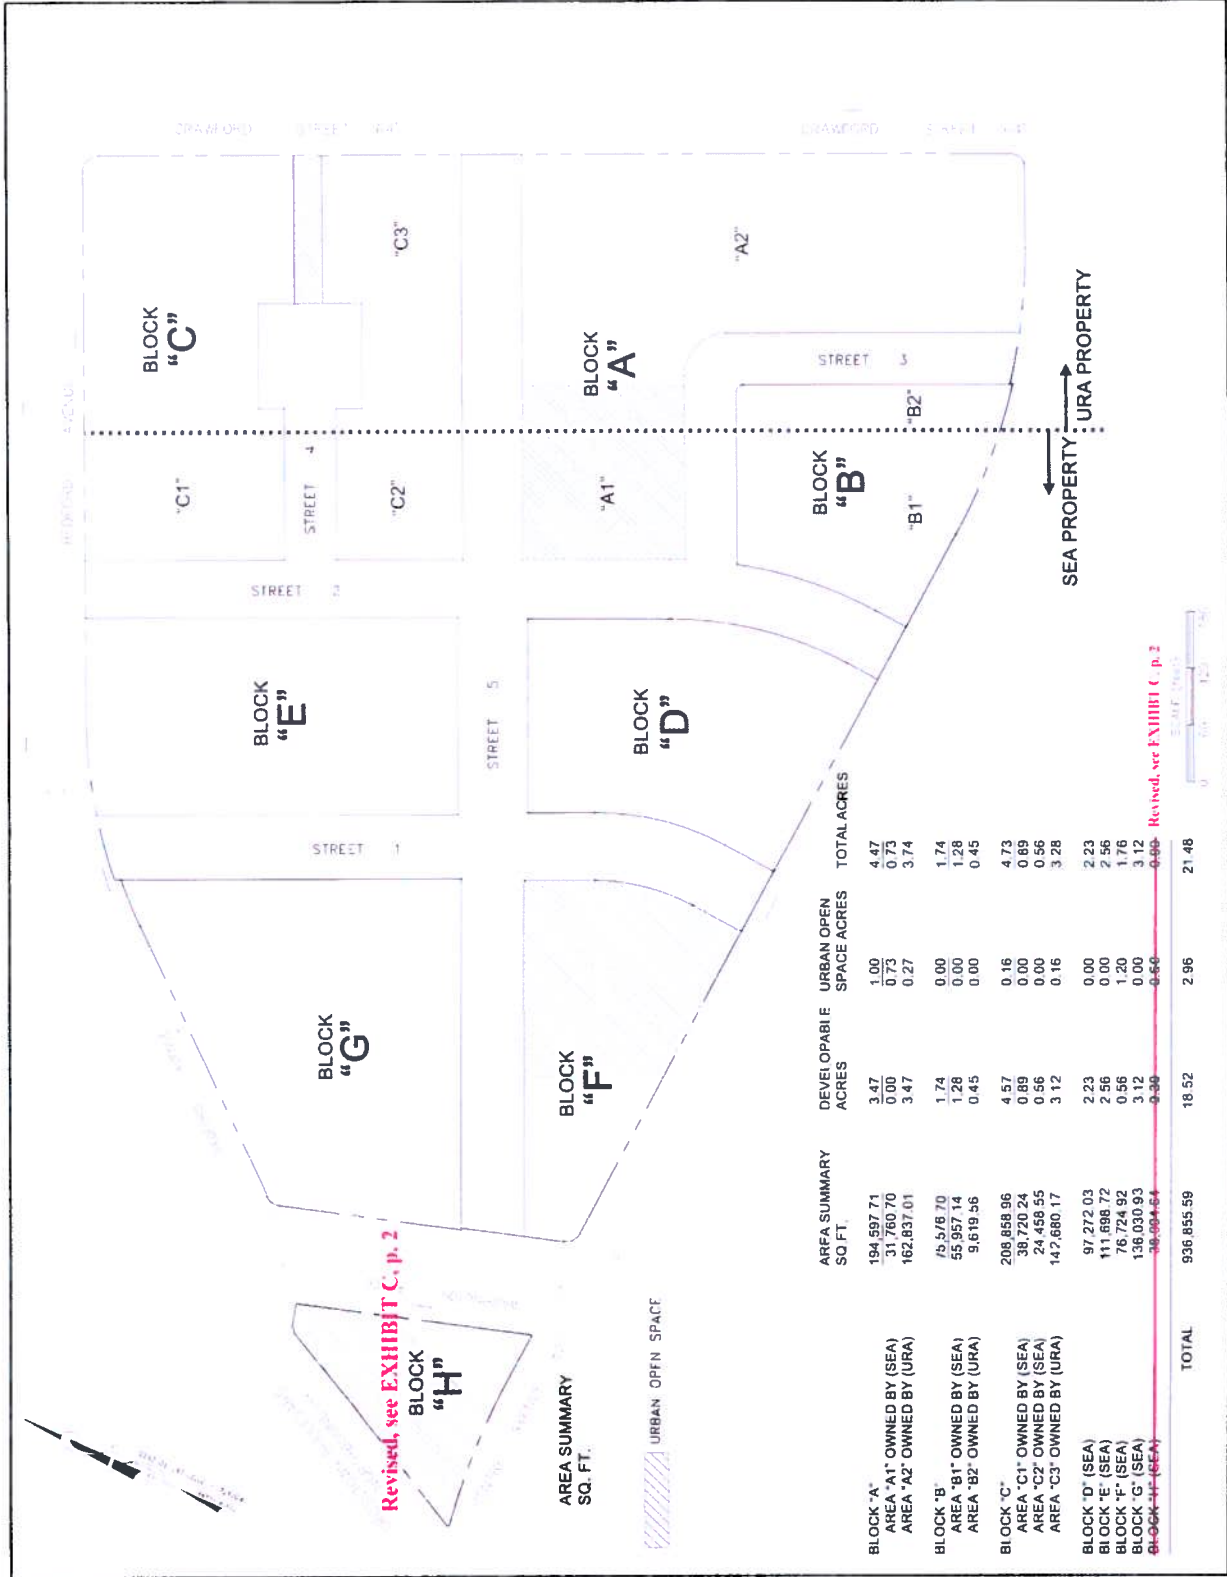 CRAWFORD STREET
CRAWFORD STREET
BLOCK
"C"
"C3"
"A2"
BLOCK
"A"
STREET 3
"B2"
URA PROPERTY
SEA PROPERTY
"C1"
STREET 4
"C2"
"A1"
BLOCK
"B"
"B1"
STREET 2
BLOCK
"E"
STREET 5
BLOCK
"D"
STREET 1
BLOCK
"G"
BLOCK
"F"
Revised, see EXHIBIT C, p. 2
BLOCK
"H"
AREA SUMMARY
SQ. FT.
URBAN OPEN SPACE
AREA SUMMARY SQ.FT. DEVELOPABLE ACRES URBAN OPEN SPACE ACRES TOTAL ACRES
BLOCK "A" 194,597.71 3.47 1.00 4.47
AREA "A1" OWNED BY (SEA) 31,760.70 0.00 0.73 0.73
AREA "A2" OWNED BY (URA) 162,837.01 3.47 0.27 3.74
BLOCK "B" 75,576.70 1.74 0.00 1.74
AREA "B1" OWNED BY (SEA) 55,957.14 1.28 0.00 1.28
AREA "B2" OWNED BY (URA) 9,619.56 0.45 0.00 0.45
BLOCK "C" 208,858.96 4.57 0.16 4.73
AREA "C1" OWNED BY (SEA) 38,720.24 0.89 0.00 0.89
AREA "C2" OWNED BY (SEA) 24,458.55 0.56 0.00 0.56
AREA "C3" OWNED BY (URA) 142,680.17 3.12 0.16 3.28
BLOCK "D" (SEA) 97,272.03 2.23 0.00 2.23
BLOCK "E" (SEA) 111,698.72 2.56 0.00 2.56
BLOCK "F" (SEA) 76,724.92 0.56 1.20 1.76
BLOCK "G" (SEA) 136,030.93 3.12 0.00 3.12
BLOCK "H" (SEA) 0.60 0.90 Revised, see EXHIBIT C, p. 2
TOTAL 936,855.59 18.52 2.96 21.48